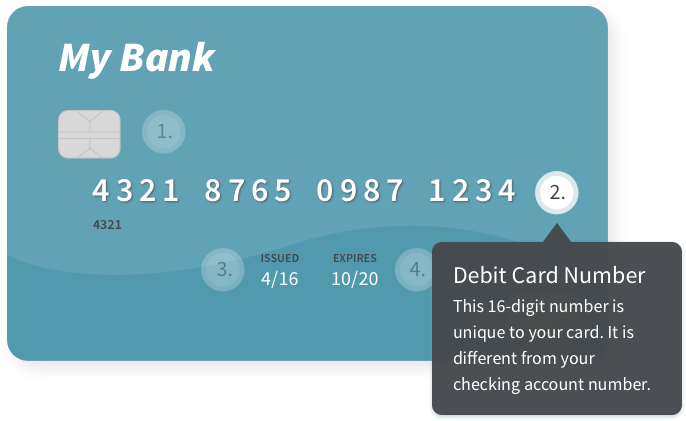 My Bank
1.
4321 8765 0987 1234 2.
4321
3. ISSUED EXPIRES 4.
4/16 10/20
Debit Card Number
This 16-digit number is
unique to your card. It is
different from your
checking account number.